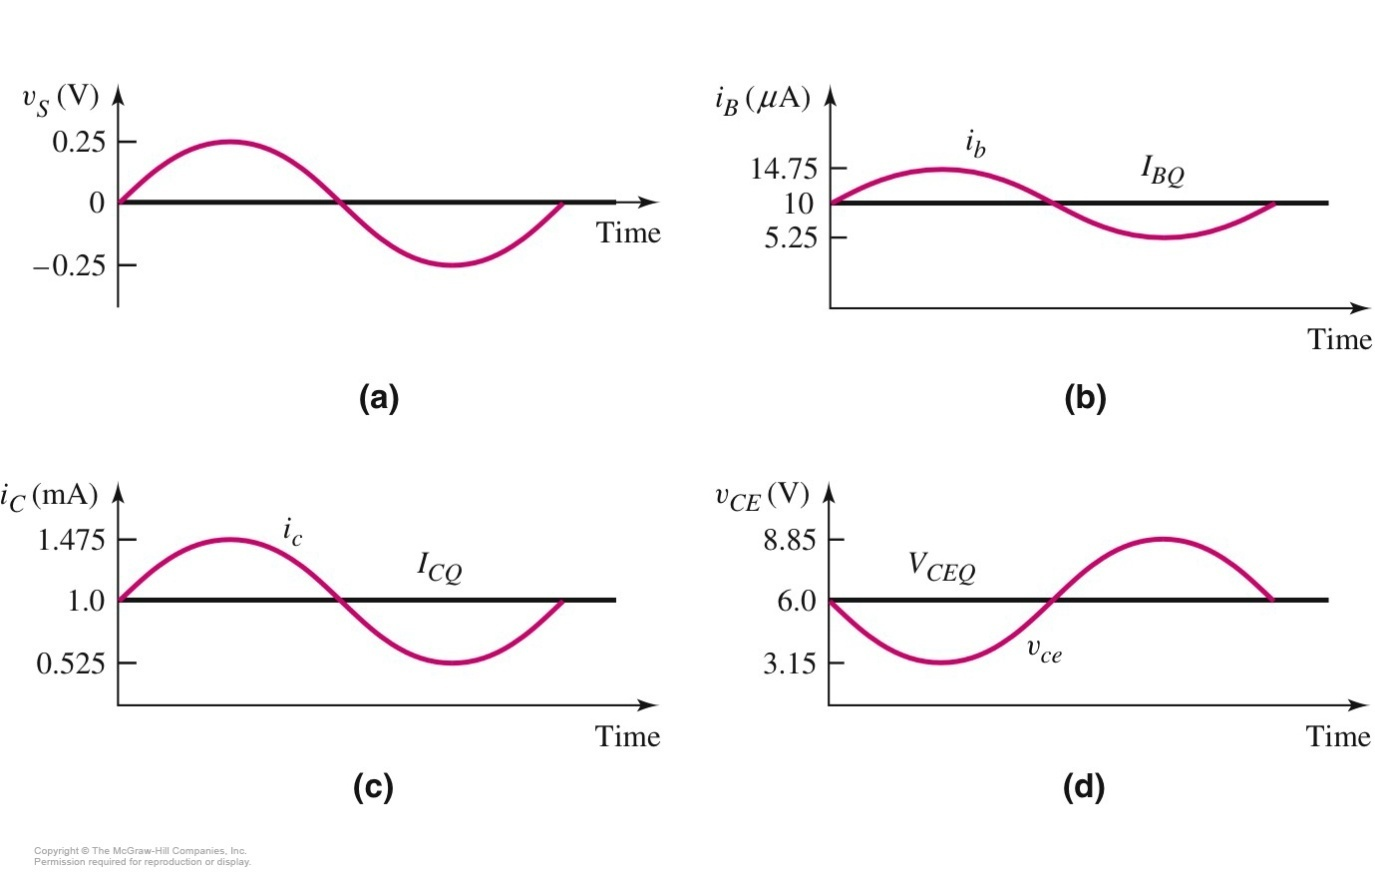 v_S (V)
0.25
0
−0.25
Time
(a)
i_B (μA)
i_b
I_BQ
14.75
10
5.25
Time
(b)
i_C (mA)
i_c
1.475
I_CQ
1.0
0.525
Time
(c)
v_CE (V)
8.85
V_CEQ
6.0
v_ce
3.15
Time
(d)
Copyright © The McGraw-Hill Companies, Inc.
Permission required for reproduction or display.